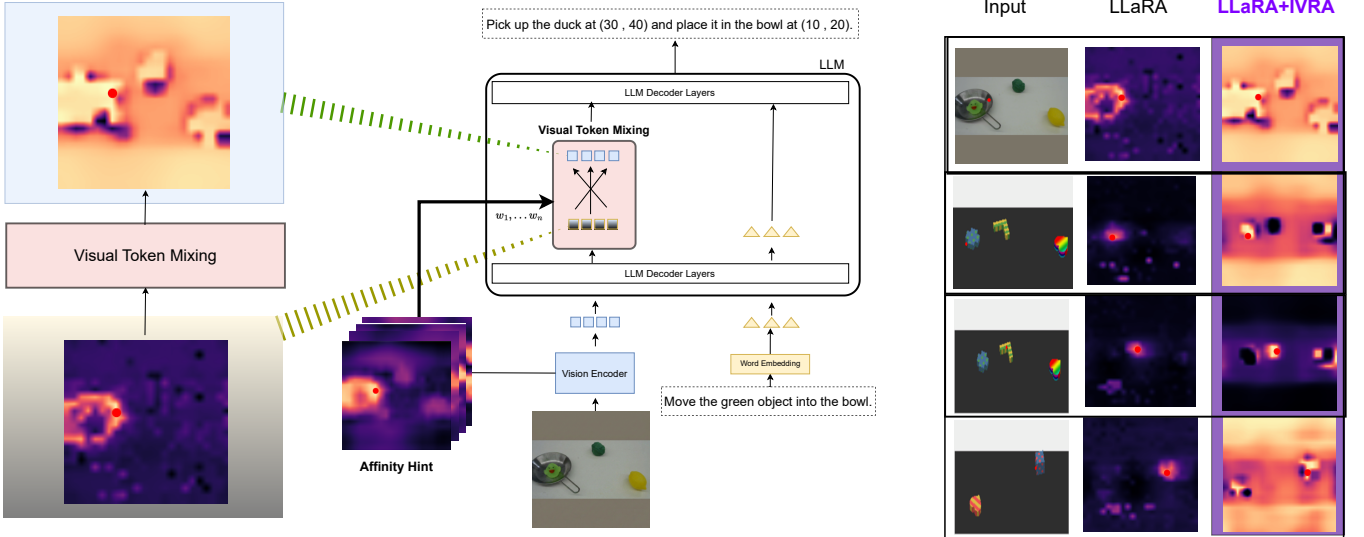 Pick up the duck at (30 , 40) and place it in the bowl at (10 , 20).
LLM
LLM Decoder Layers
Visual Token Mixing
w₁, … wₙ
LLM Decoder Layers
Visual Token Mixing
Vision Encoder
Word Embedding
Move the green object into the bowl.
Affinity Hint
Input LLaRA LLaRA+IVRA